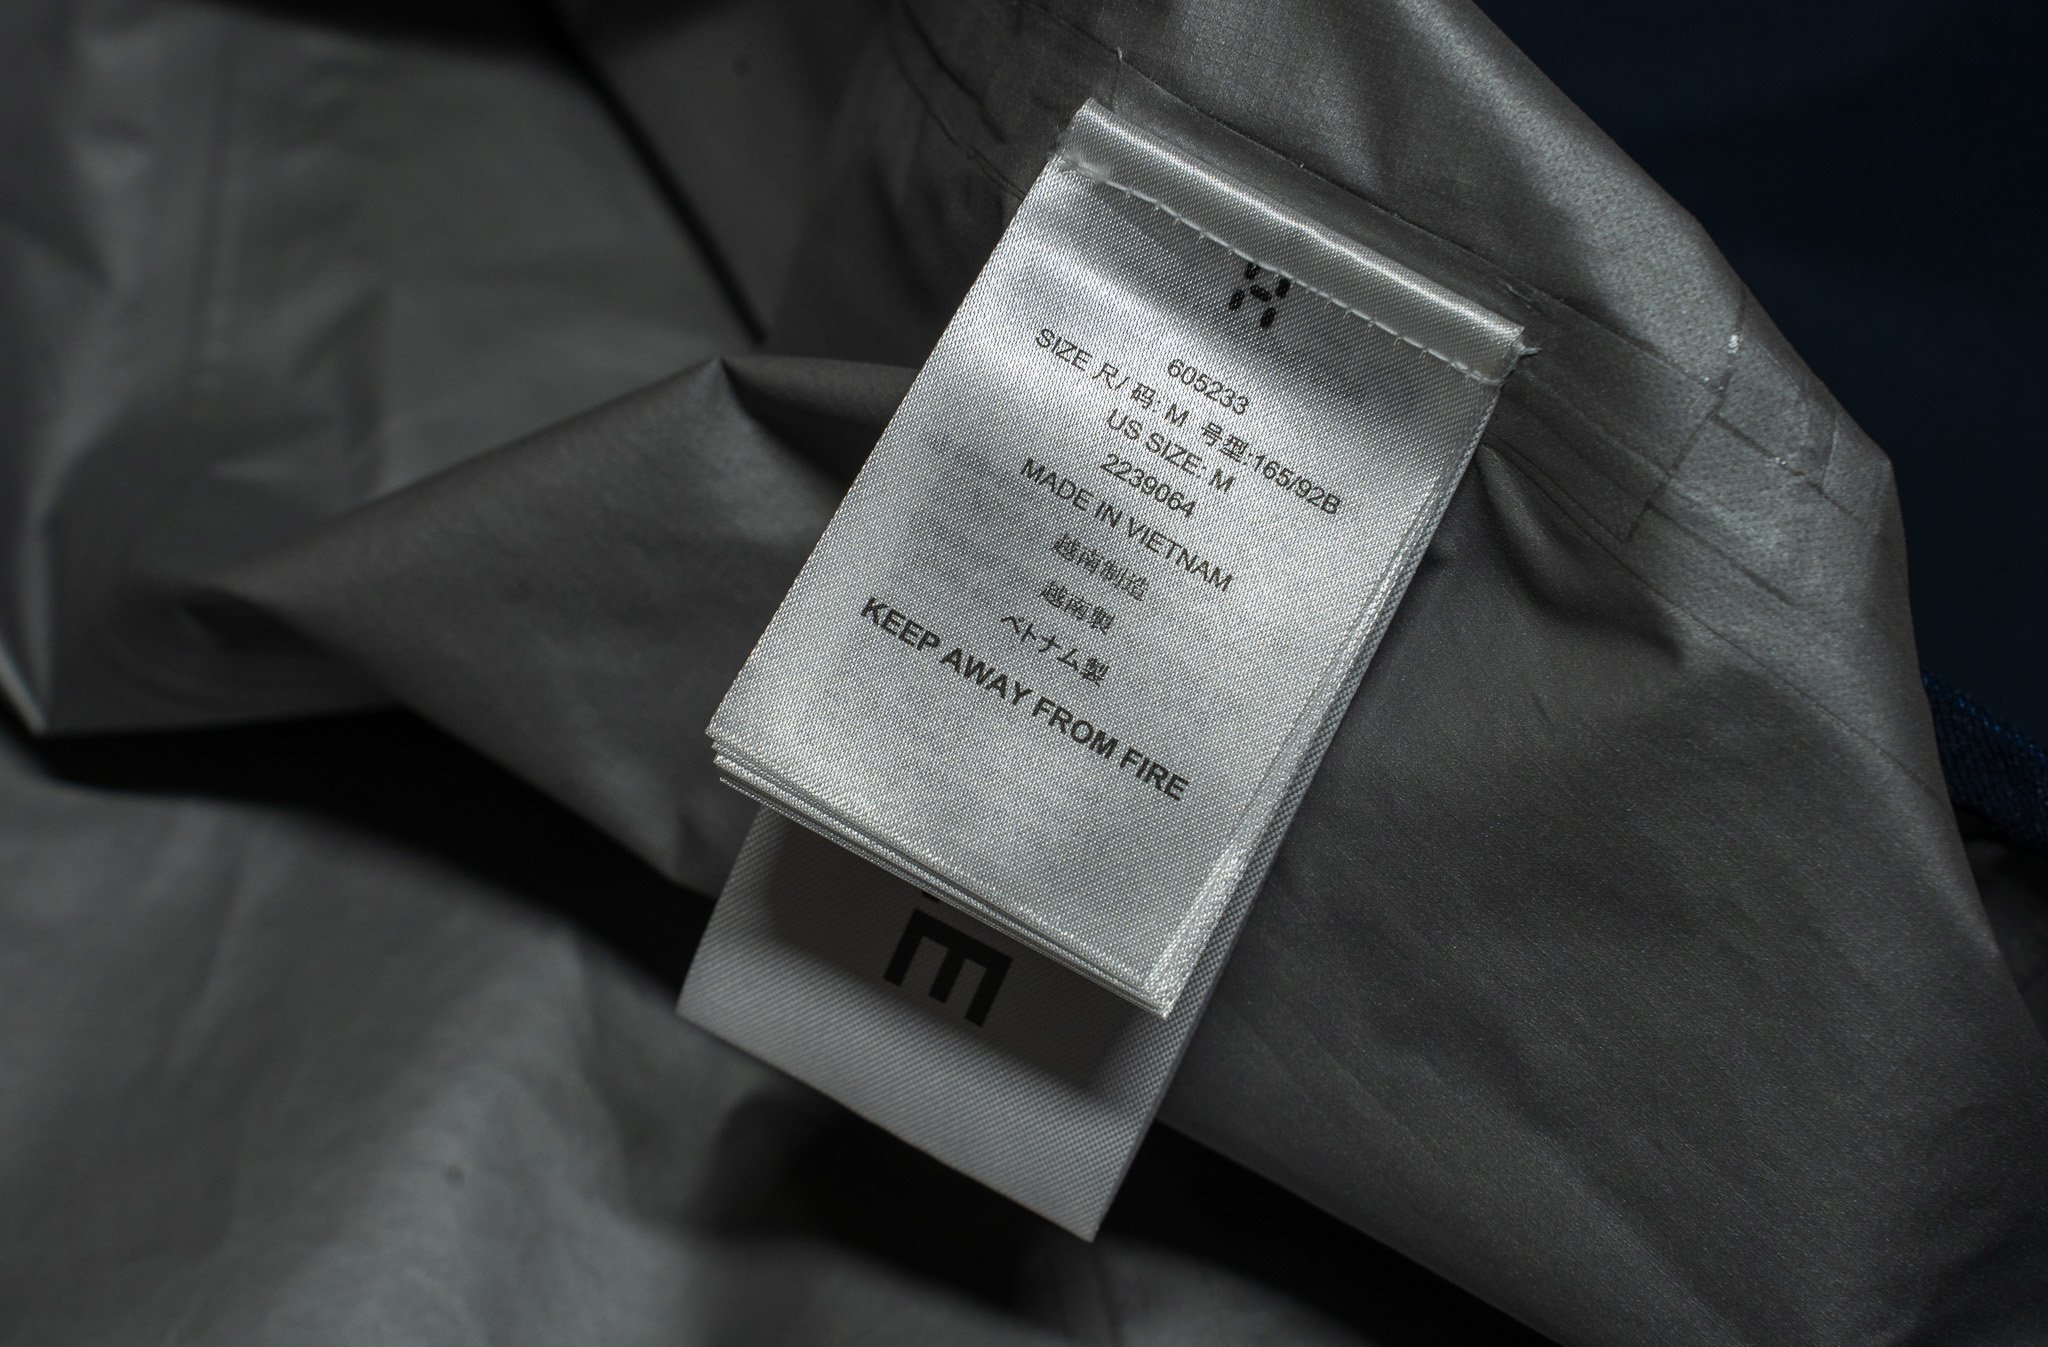 605233
SIZE 尺/ 码: M 号型:165/92B
US SIZE: M
2239064
MADE IN VIETNAM
越南制造
越南製
ベトナム製
KEEP AWAY FROM FIRE